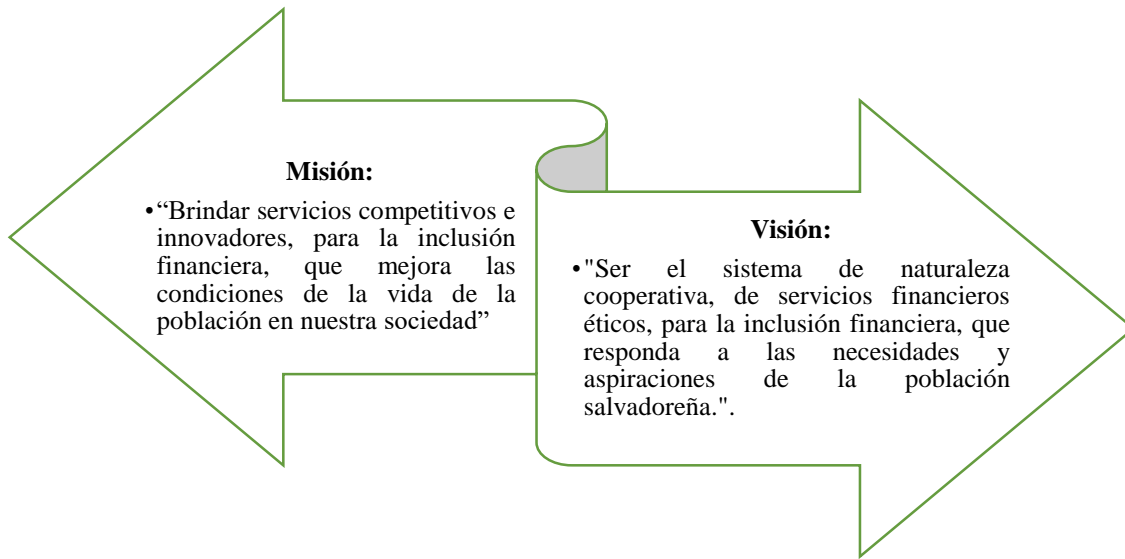 Misión:
•“Brindar servicios competitivos e
innovadores, para la inclusión
financiera, que mejora las
condiciones de la vida de la
población en nuestra sociedad”
Visión:
•"Ser el sistema de naturaleza
cooperativa, de servicios financieros
éticos, para la inclusión financiera, que
responda a las necesidades y
aspiraciones de la población
salvadoreña.".